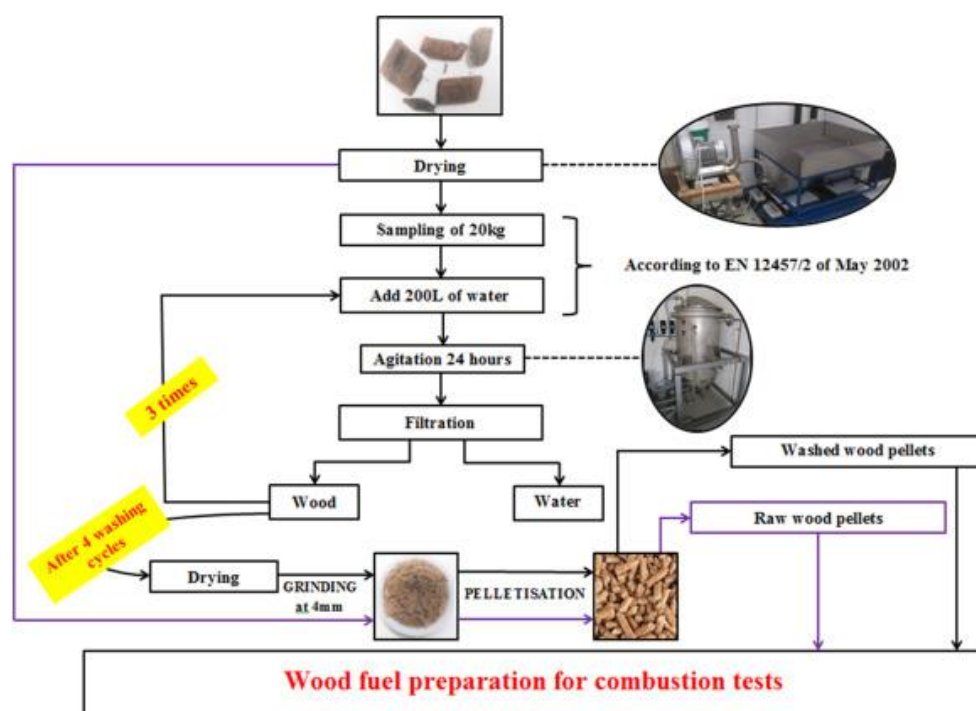 Drying
Sampling of 20kg
According to EN 12457/2 of May 2002
Add 200L of water
Agitation 24 hours
3 times
Filtration
Washed wood pellets
Wood
Water
Raw wood pellets
After 4 washing
cycles
Drying
GRINDING
at 4mm
PELLETISATION
Wood fuel preparation for combustion tests